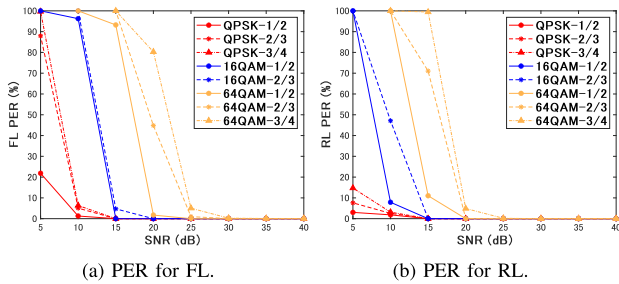 100
90
80
70
60
50
40
30
20
10
0
FL PER (%)
5 10 15 20 25 30 35 40
SNR (dB)
QPSK-1/2
QPSK-2/3
QPSK-3/4
16QAM-1/2
16QAM-2/3
64QAM-1/2
64QAM-2/3
64QAM-3/4
(a) PER for FL.
100
90
80
70
60
50
40
30
20
10
0
RL PER (%)
5 10 15 20 25 30 35 40
SNR (dB)
QPSK-1/2
QPSK-2/3
QPSK-3/4
16QAM-1/2
16QAM-2/3
64QAM-1/2
64QAM-2/3
64QAM-3/4
(b) PER for RL.